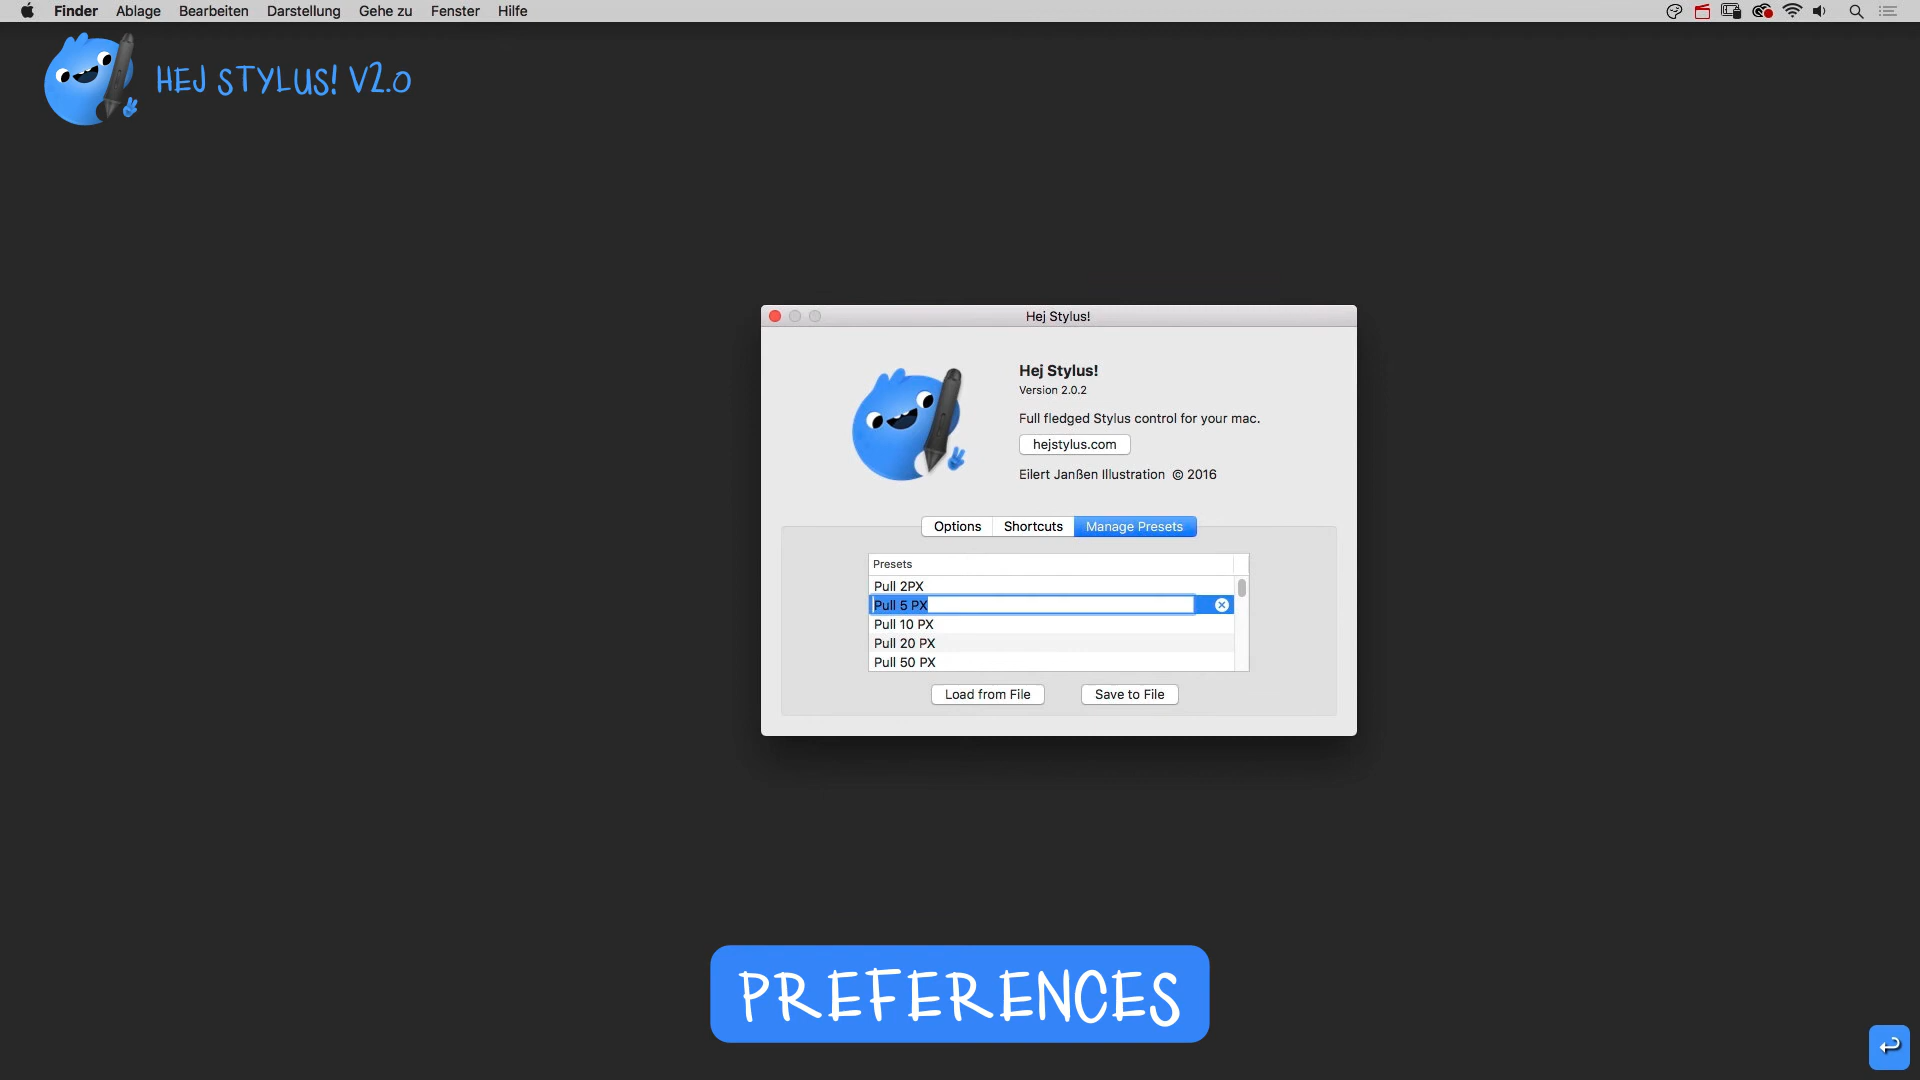 Finder Ablage Bearbeiten Darstellung Gehe zu Fenster Hilfe
HEJ STYLUS! V2.0
Hej Stylus!
Hej Stylus!
Version 2.0.2
Full fledged Stylus control for your mac.
hejstylus.com
Eilert Janßen Illustration © 2016
Options Shortcuts Manage Presets
Presets
Pull 2PX
Pull 5 PX
Pull 10 PX
Pull 20 PX
Pull 50 PX
Load from File Save to File
PREFERENCES